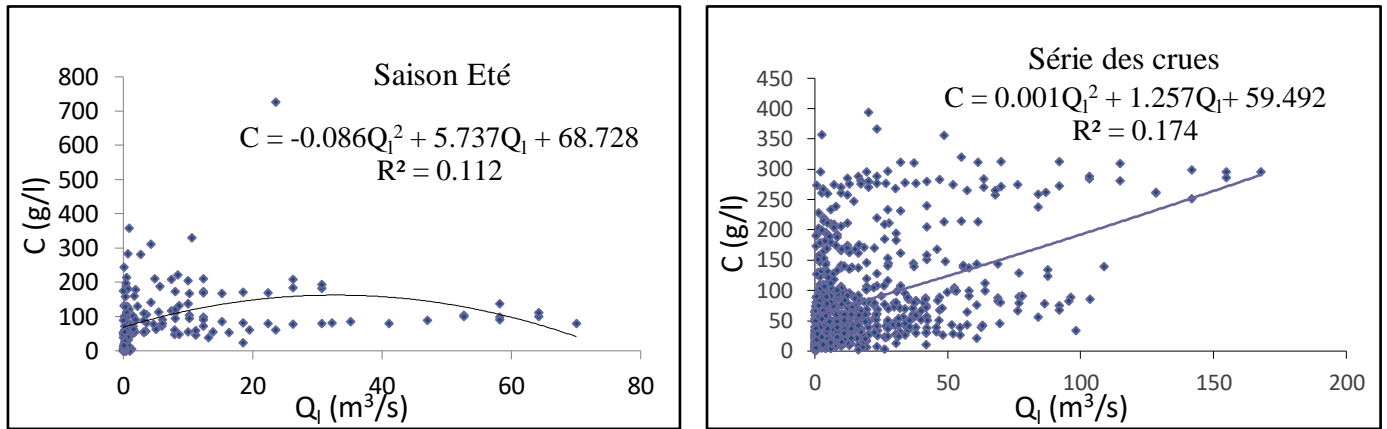 Saison Eté
C = -0.086Qₗ² + 5.737Qₗ + 68.728
R² = 0.112
C (g/l)
800
700
600
500
400
300
200
100
0
0 20 40 60 80
Qₗ (m³/s)
Série des crues
C = 0.001Qₗ² + 1.257Qₗ+ 59.492
R² = 0.174
C (g/l)
450
400
350
300
250
200
150
100
50
0
0 50 100 150 200
Qₗ (m³/s)